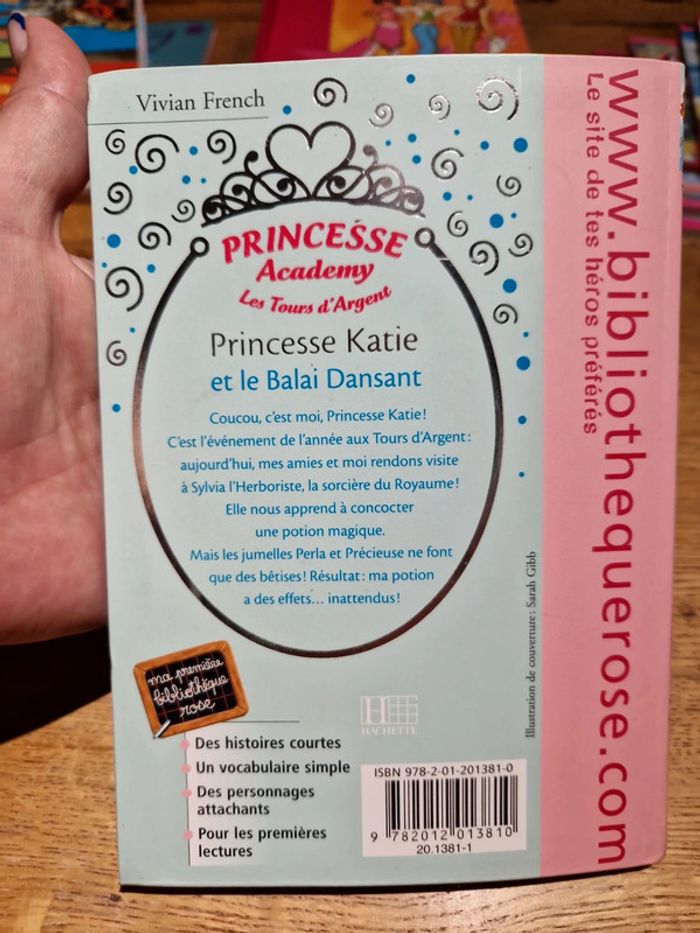 Vivian French
PRINCESSE
Academy
Les Tours d'Argent
Princesse Katie
et le Balai Dansant
Coucou, c'est moi, Princesse Katie !
C'est l'événement de l'année aux Tours d'Argent :
aujourd'hui, mes amies et moi rendons visite
à Sylvia l'Herboriste, la sorcière du Royaume !
Elle nous apprend à concocter
une potion magique.
Mais les jumelles Perla et Précieuse ne font
que des bêtises ! Résultat : ma potion
a des effets... inattendus !
ma première
bibliothèque
rose
Des histoires courtes
Un vocabulaire simple
Des personnages
attachants
Pour les premières
lectures
H
HACHETTE
Illustration de couverture : Sarah Gibb
ISBN 978-2-01-201381-0
9 782012 013810
20.1381-1
www.bibliothequerose.com
Le site de tes héros préférés